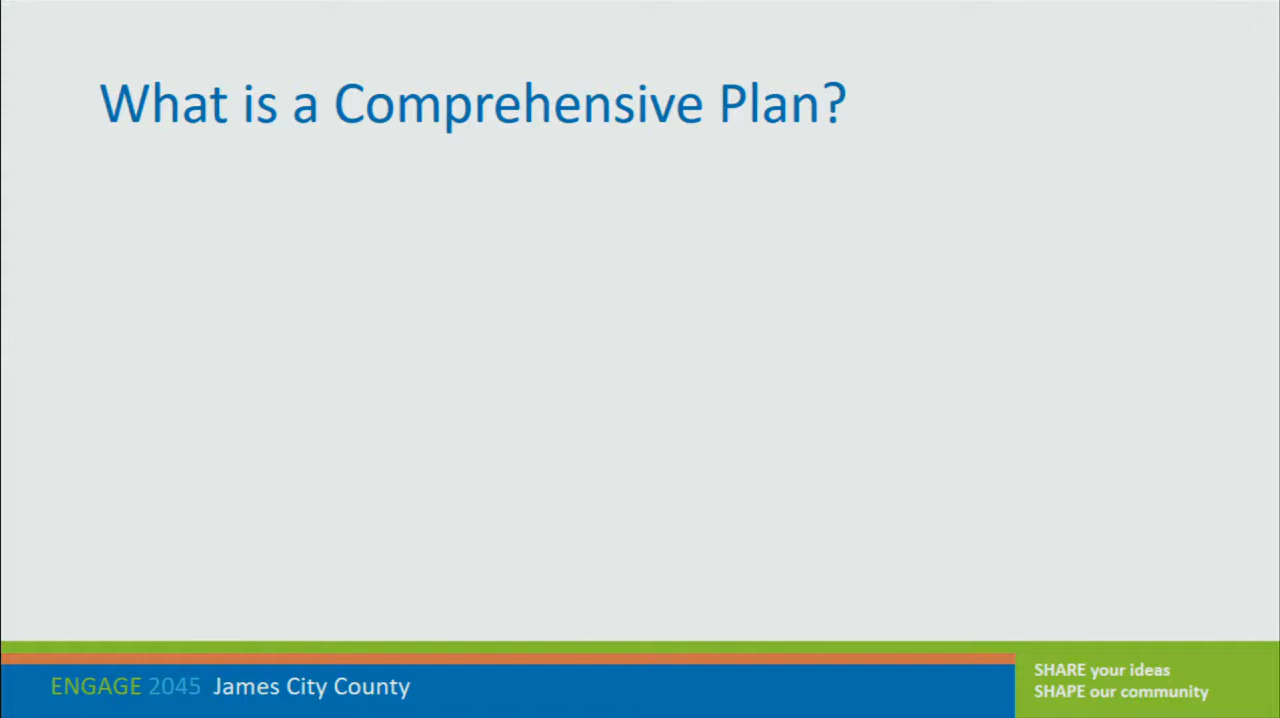 What is a Comprehensive Plan?
ENGAGE 2045 James City County
SHARE your ideas
SHAPE our community